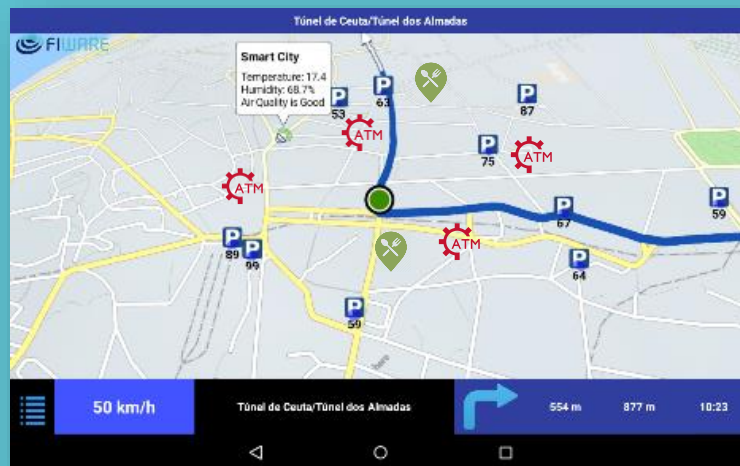 Túnel de Ceuta/Túnel dos Almadas
FIWARE
Smart City
Temperature: 17.4
Humidity: 68.7%
Air Quality is Good
P
63
P
53
P
87
ATM
P
75
ATM
ATM
P
59
P
67
ATM
P
89
P
99
P
64
P
59
50 km/h
Túnel de Ceuta/Túnel dos Almadas
554 m
877 m
10:23